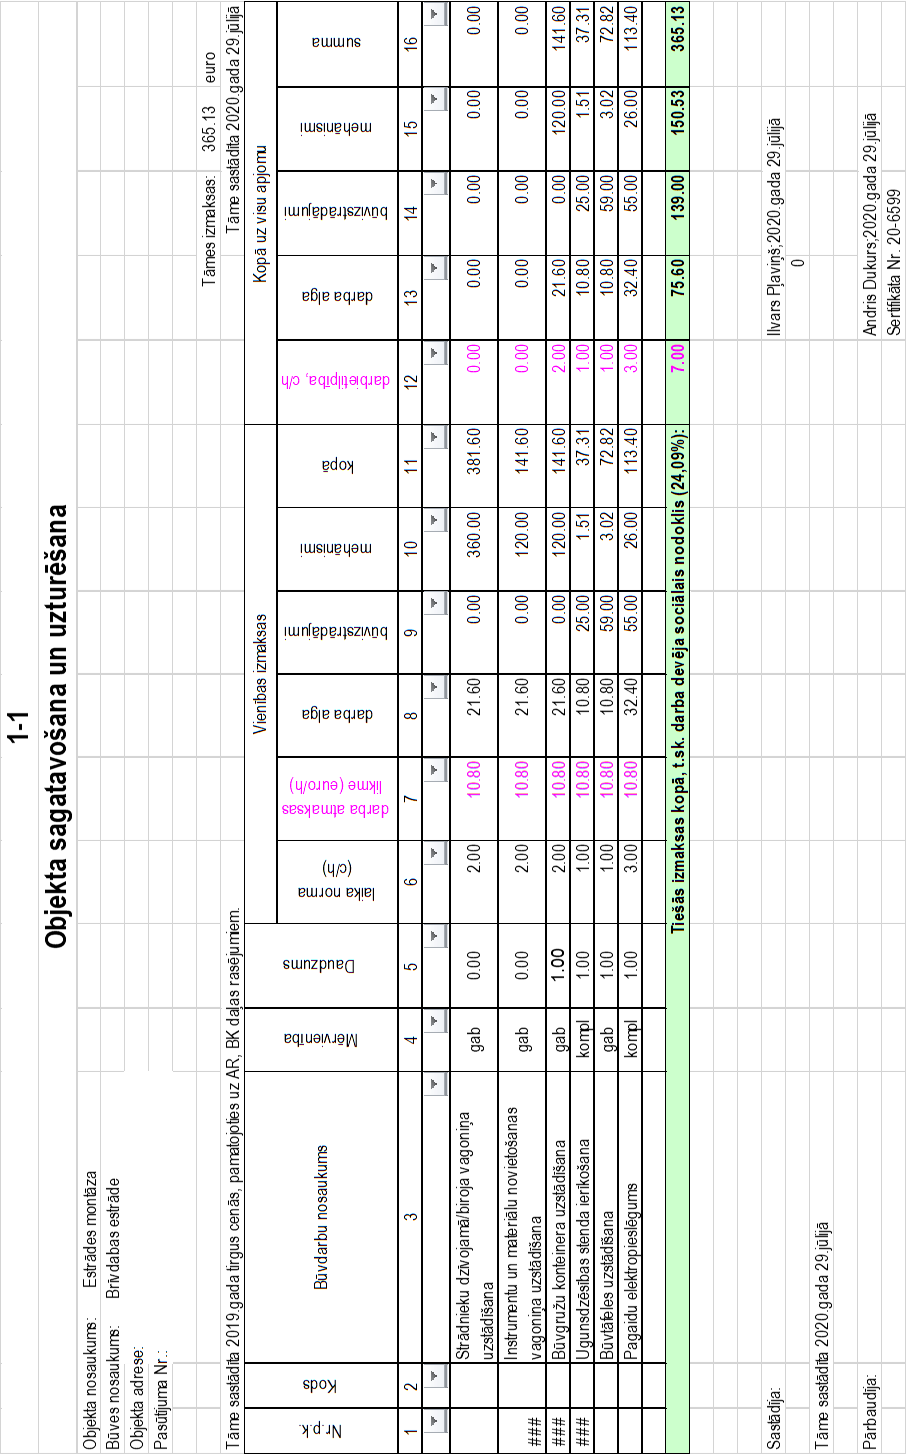 1-1
Objekta sagatavošana un uzturēšana
Objekta nosaukums: Estrādes montāža
Būves nosaukums: Brīvdabas estrāde
Objekta adrese:
Pasūtījuma Nr.:
Tāmes izmaksas: 365.13 euro
Tāme sastādīta 2019.gada tirgus cenās, pamatojoties uz AR, BK daļas rasējumiem. Tāme sastādīta 2020.gada 29.jūlijā
Nr.p.k. Kods Būvdarbu nosaukums Mērvienība Daudzums Vienības izmaksas Kopā uz visu apjomu
laika norma (c/h) darba atmaksas likme (euro/h) darba alga būvizstrādājumi mehānismi kopā darbietilpība, c/h darba alga būvizstrādājumi mehānismi summa
1 2 3 4 5 6 7 8 9 10 11 12 13 14 15 16
Strādnieku dzīvojamā/biroja vagoniņa
uzstādīšana gab 0.00 2.00 10.80 21.60 0.00 360.00 381.60 0.00 0.00 0.00 0.00 0.00
Instrumentu un materiālu novietošanas
### vagoniņa uzstādīšana gab 0.00 2.00 10.80 21.60 0.00 120.00 141.60 0.00 0.00 0.00 0.00 0.00
### Būvgružu konteinera uzstādīšana gab 1.00 2.00 10.80 21.60 0.00 120.00 141.60 2.00 21.60 0.00 120.00 141.60
### Ugunsdzēsības stenda ierīkošana kompl 1.00 1.00 10.80 10.80 25.00 1.51 37.31 1.00 10.80 25.00 1.51 37.31
Būvtāfeles uzstādīšana gab 1.00 1.00 10.80 10.80 59.00 3.02 72.82 1.00 10.80 59.00 3.02 72.82
Pagaidu elektropieslēgums kompl 1.00 3.00 10.80 32.40 55.00 26.00 113.40 3.00 32.40 55.00 26.00 113.40
Tiešās izmaksas kopā, t.sk. darba devēja sociālais nodoklis (24,09%): 7.00 75.60 139.00 150.53 365.13
Sastādīja: Ilvars Pļaviņš;2020.gada 29.jūlijā
0
Tāme sastādīta 2020.gada 29.jūlijā
Pārbaudīja: Andris Dukurs;2020.gada 29.jūlijā
Sertifikāta Nr. 20-6599